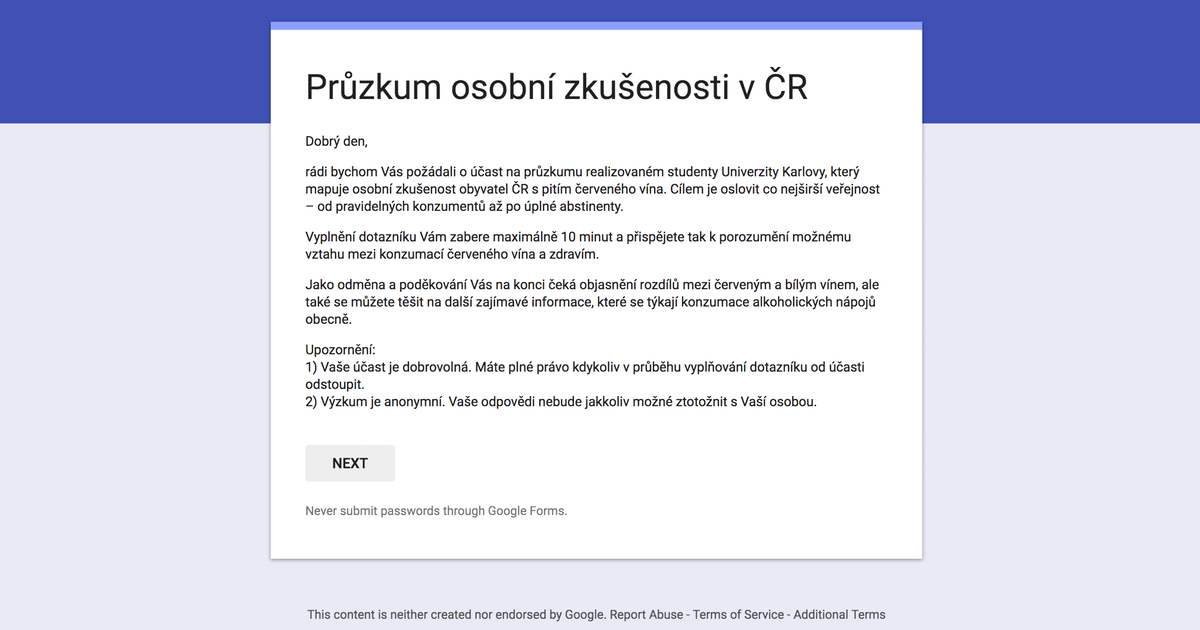 Průzkum osobní zkušenosti v ČR
Dobrý den,
rádi bychom Vás požádali o účast na průzkumu realizovaném studenty Univerzity Karlovy, který
mapuje osobní zkušenost obyvatel ČR s pitím červeného vína. Cílem je oslovit co nejširší veřejnost
– od pravidelných konzumentů až po úplné abstinenty.
Vyplnění dotazníku Vám zabere maximálně 10 minut a přispějete tak k porozumění možnému
vztahu mezi konzumací červeného vína a zdravím.
Jako odměna a poděkování Vás na konci čeká objasnění rozdílů mezi červeným a bílým vínem, ale
také se můžete těšit na další zajímavé informace, které se týkají konzumace alkoholických nápojů
obecně.
Upozornění:
1) Vaše účast je dobrovolná. Máte plné právo kdykoliv v průběhu vyplňování dotazníku od účasti
odstoupit.
2) Výzkum je anonymní. Vaše odpovědi nebude jakkoliv možné ztotožnit s Vaší osobou.
NEXT
Never submit passwords through Google Forms.
This content is neither created nor endorsed by Google. Report Abuse - Terms of Service - Additional Terms